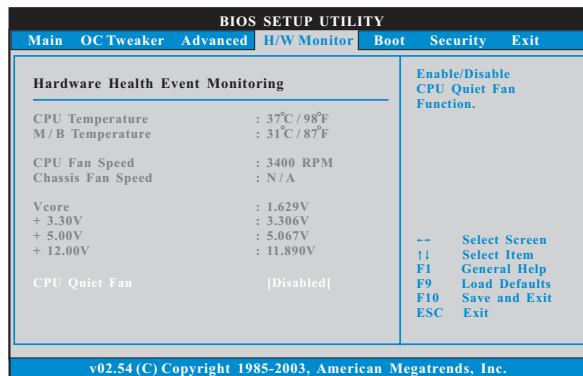 BIOS SETUP UTILITY
Main OC Tweaker Advanced H/W Monitor Boot Security Exit
Hardware Health Event Monitoring
CPU Temperature : 37°C / 98°F
M / B Temperature : 31°C / 87°F
CPU Fan Speed : 3400 RPM
Chassis Fan Speed : N / A
Vcore : 1.629V
+ 3.30V : 3.306V
+ 5.00V : 5.067V
+ 12.00V : 11.890V
CPU Quiet Fan [Disabled]
Enable/Disable
CPU Quiet Fan
Function.
←→ Select Screen
↑↓ Select Item
F1 General Help
F9 Load Defaults
F10 Save and Exit
ESC Exit
v02.54 (C) Copyright 1985-2003, American Megatrends, Inc.